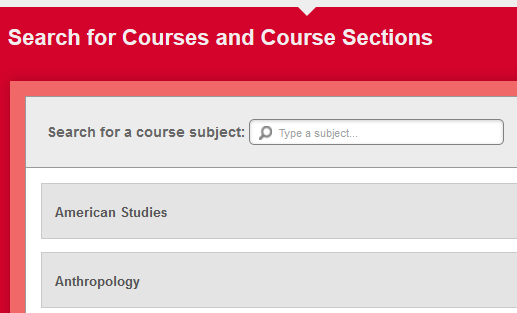 Search for Courses and Course Sections
Search for a course subject: Type a subject...
American Studies
Anthropology